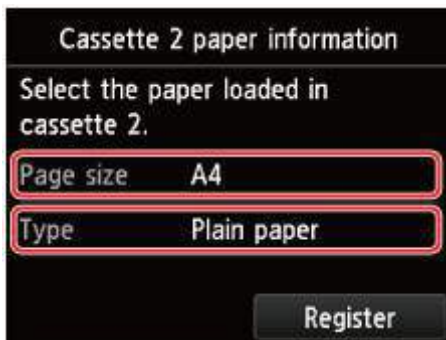 Cassette 2 paper information
Select the paper loaded in
cassette 2.
Page size A4
Type Plain paper
Register